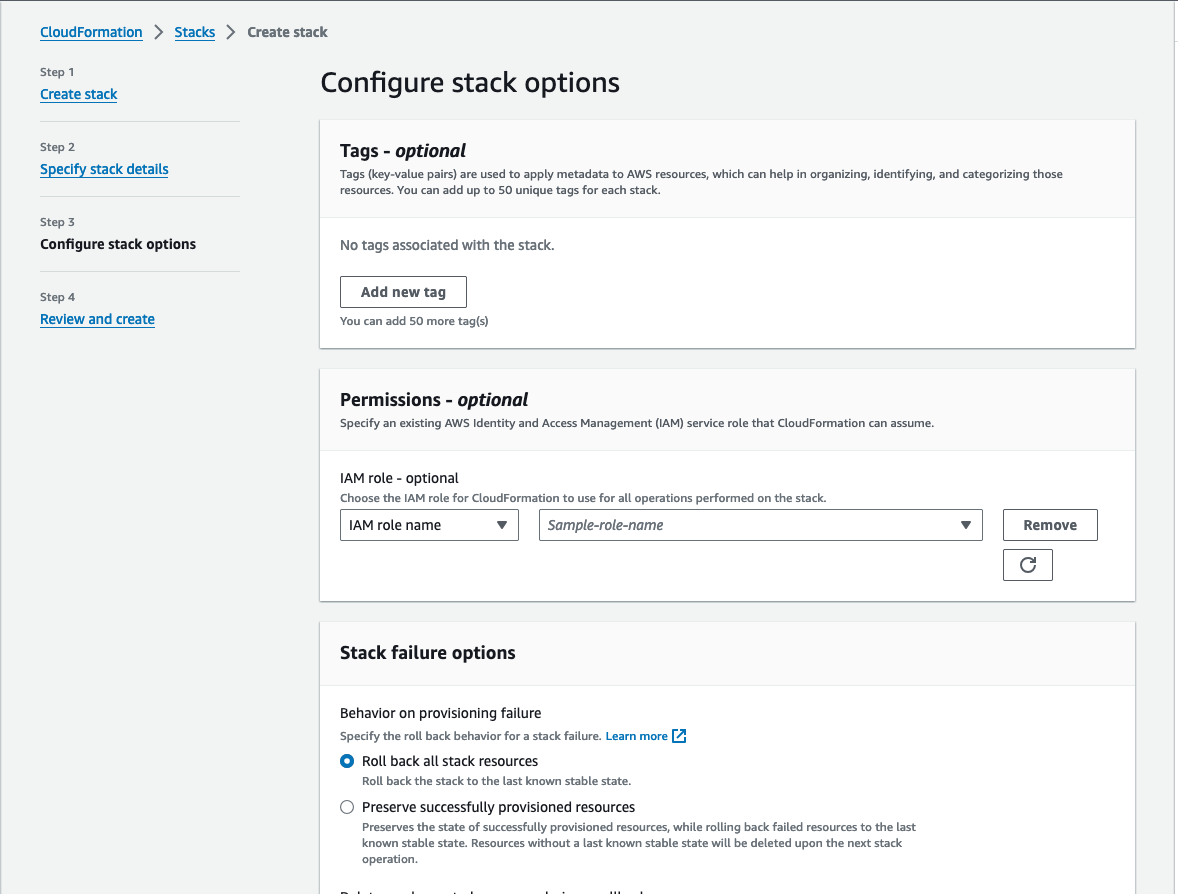 CloudFormation > Stacks > Create stack
Step 1
Create stack
Step 2
Specify stack details
Step 3
Configure stack options
Step 4
Review and create
Configure stack options
Tags - optional
Tags (key-value pairs) are used to apply metadata to AWS resources, which can help in organizing, identifying, and categorizing those
resources. You can add up to 50 unique tags for each stack.
No tags associated with the stack.
Add new tag
You can add 50 more tag(s)
Permissions - optional
Specify an existing AWS Identity and Access Management (IAM) service role that CloudFormation can assume.
IAM role - optional
Choose the IAM role for CloudFormation to use for all operations performed on the stack.
IAM role name
Sample-role-name
Remove
Stack failure options
Behavior on provisioning failure
Specify the roll back behavior for a stack failure. Learn more
Roll back all stack resources
Roll back the stack to the last known stable state.
Preserve successfully provisioned resources
Preserves the state of successfully provisioned resources, while rolling back failed resources to the last
known stable state. Resources without a last known stable state will be deleted upon the next stack
operation.